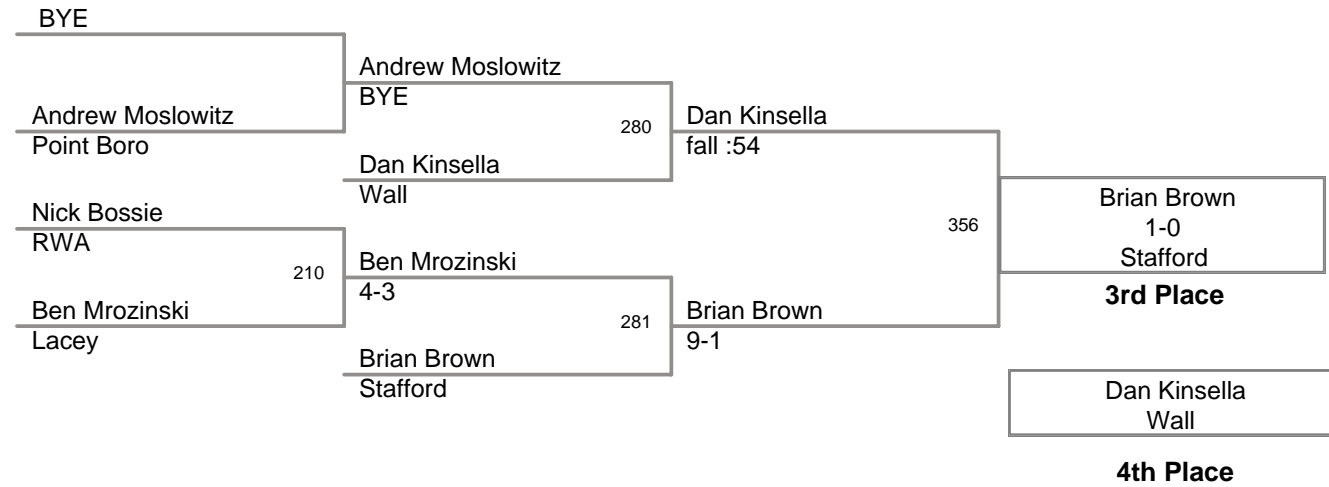 BYE
Andrew Moslowitz
Point Boro
Nick Bossie
RWA
Ben Mrozinski
Lacey
210
Andrew Moslowitz
BYE
Dan Kinsella
Wall
280
Ben Mrozinski
4-3
Brian Brown
Stafford
281
Dan Kinsella
fall :54
Brian Brown
9-1
356
Brian Brown
1-0
Stafford
3rd Place
Dan Kinsella
Wall
4th Place